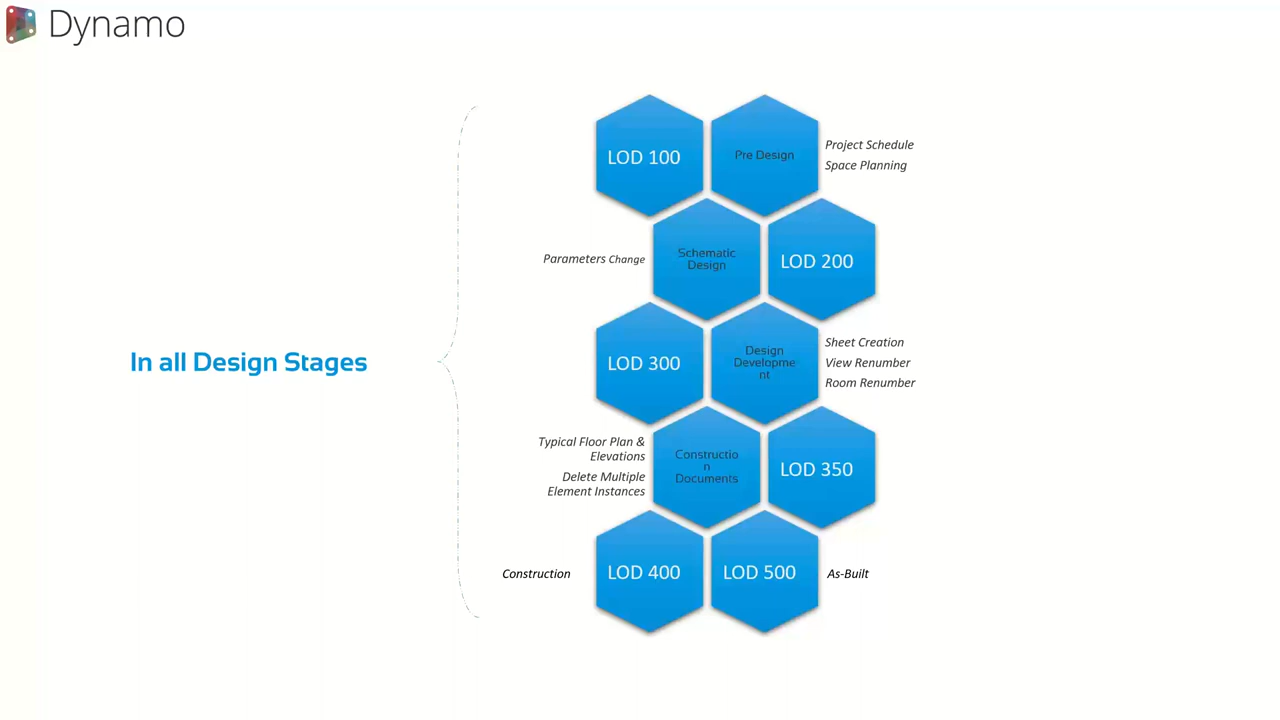 Dynamo
LOD 100
Pre Design
Project Schedule
Space Planning
Parameters Change
Schematic
Design
LOD 200
In all Design Stages
LOD 300
Design
Developme
nt
Sheet Creation
View Renumber
Room Renumber
Typical Floor Plan &
Elevations
Delete Multiple
Element Instances
Constructio
n
Documents
LOD 350
Construction
LOD 400
LOD 500
As-Built